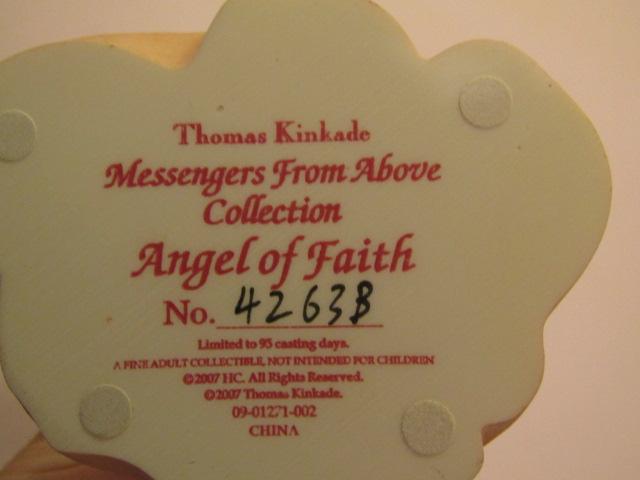 Thomas Kinkade
Messengers From Above
Collection
Angel of Faith
No. 4263B
Limited to 95 casting days.
A FINE ADULT COLLECTIBLE, NOT INTENDED FOR CHILDREN
©2007 HC. All Rights Reserved.
©2007 Thomas Kinkade.
09-01271-002
CHINA